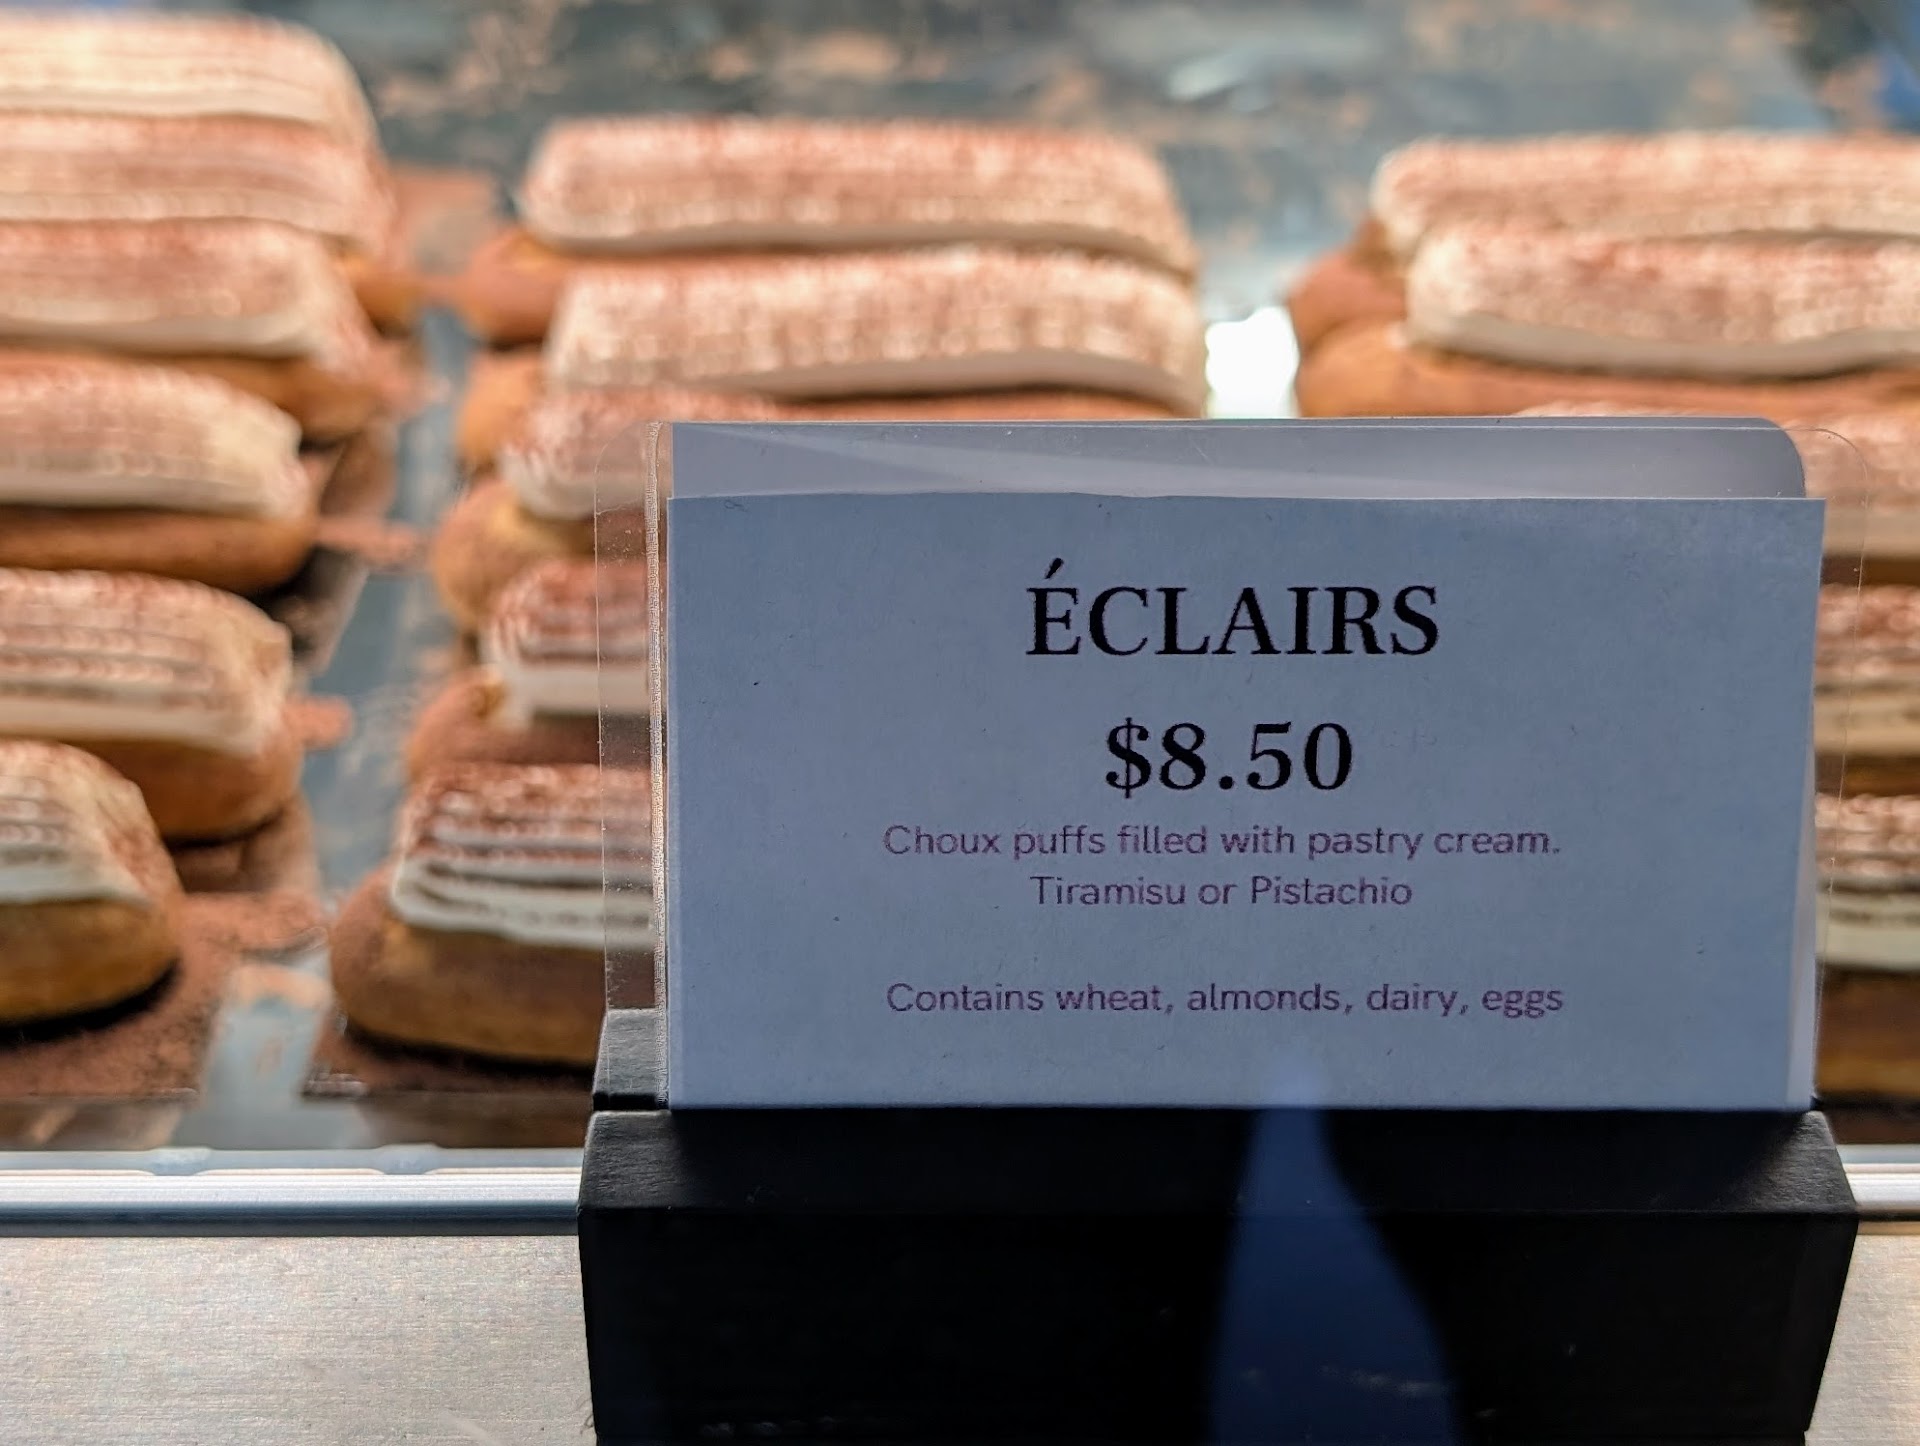 ÉCLAIRS
$8.50
Choux puffs filled with pastry cream.
Tiramisu or Pistachio
Contains wheat, almonds, dairy, eggs